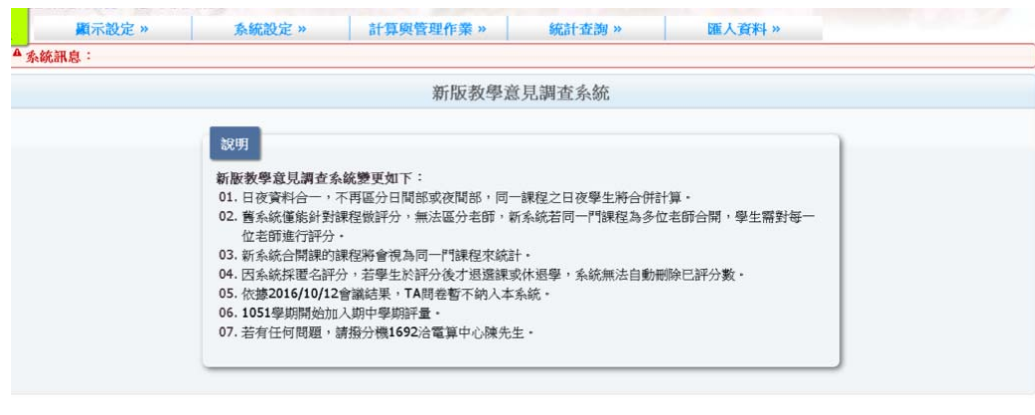 顯示設定 »
系統設定 »
計算與管理作業 »
統計查詢 »
匯入資料 »
系統訊息：
新版教學意見調查系統
說明
新版教學意見調查系統變更如下：
01. 日夜資料合一，不再區分日間部或夜間部，同一課程之日夜學生將合併計算。
02. 舊系統僅能針對課程做評分，無法區分老師，新系統若同一門課程為多位老師合開，學生需對每一
位老師進行評分。
03. 新系統合開課的課程將會視為同一門課程來統計。
04. 因系統採匿名評分，若學生於評分後才退選課或休退學，系統無法自動刪除已評分數。
05. 依據2016/10/12會議結果，TA問卷暫不納入本系統。
06. 1051學期開始加入期中學期評量。
07. 若有任何問題，請撥分機1692洽電算中心陳先生。